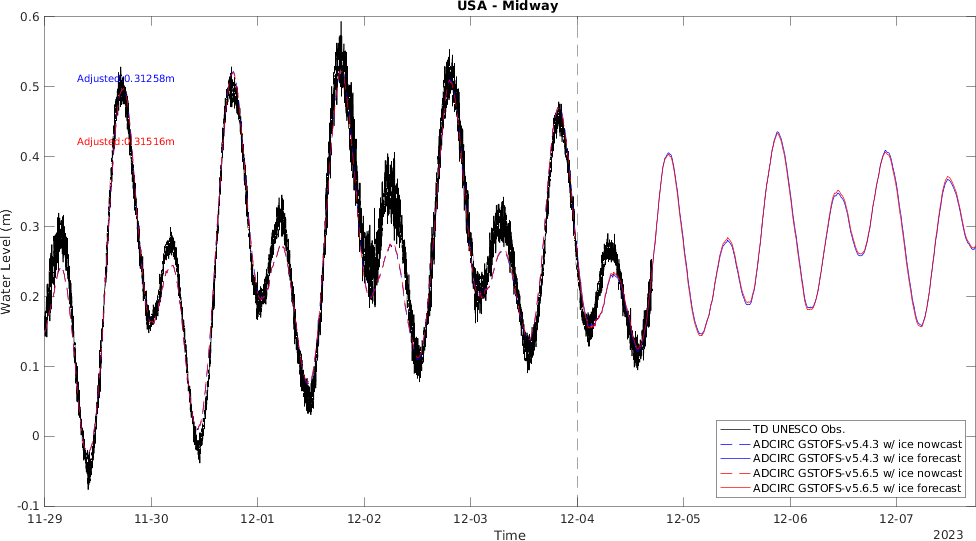 USA - Midway
0.6
0.5
0.4
0.3
0.2
0.1
0
-0.1
Water Level (m)
Adjusted:0.31258m
Adjusted:0.31516m
TD UNESCO Obs.
ADCIRC GSTOFS-v5.4.3 w/ ice nowcast
ADCIRC GSTOFS-v5.4.3 w/ ice forecast
ADCIRC GSTOFS-v5.6.5 w/ ice nowcast
ADCIRC GSTOFS-v5.6.5 w/ ice forecast
11-29 11-30 12-01 12-02 12-03 12-04 12-05 12-06 12-07
Time
2023